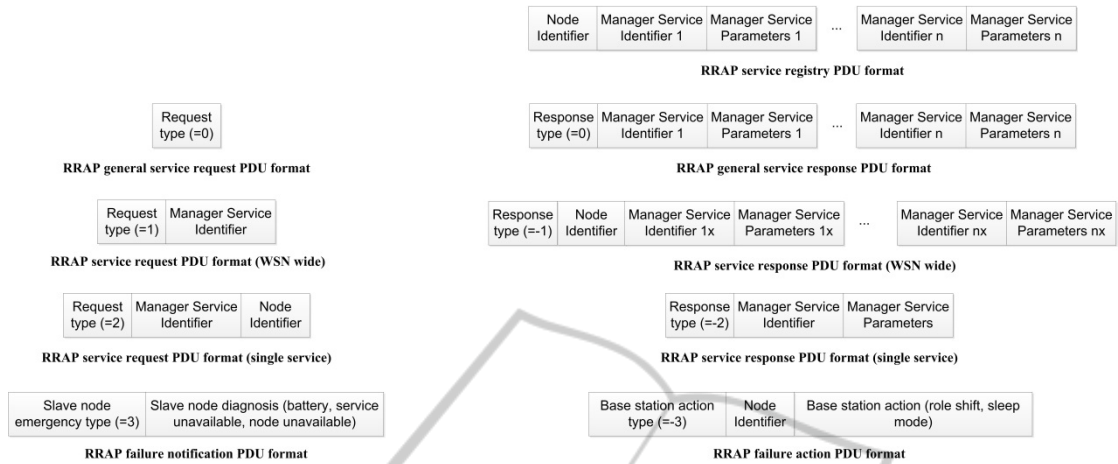 Node Manager Service Manager Service ... Manager Service Manager Service
Identifier Identifier 1 Parameters 1 Identifier n Parameters n
RRAP service registry PDU format
Request
type (=0)
RRAP general service request PDU format
Response Manager Service Manager Service ... Manager Service Manager Service
type (=0) Identifier 1 Parameters 1 Identifier n Parameters n
RRAP general service response PDU format
Request Manager Service
type (=1) Identifier
RRAP service request PDU format (WSN wide)
Response Node Manager Service Manager Service ... Manager Service Manager Service
type (=-1) Identifier Identifier 1x Parameters 1x Identifier nx Parameters nx
RRAP service response PDU format (WSN wide)
Request Manager Service Node
type (=2) Identifier Identifier
RRAP service request PDU format (single service)
Response Manager Service Manager Service
type (=-2) Identifier Parameters
RRAP service response PDU format (single service)
Slave node Slave node diagnosis (battery, service
emergency type (=3) unavailable, node unavailable)
RRAP failure notification PDU format
Base station action Node Base station action (role shift, sleep
type (=-3) Identifier mode)
RRAP failure action PDU format